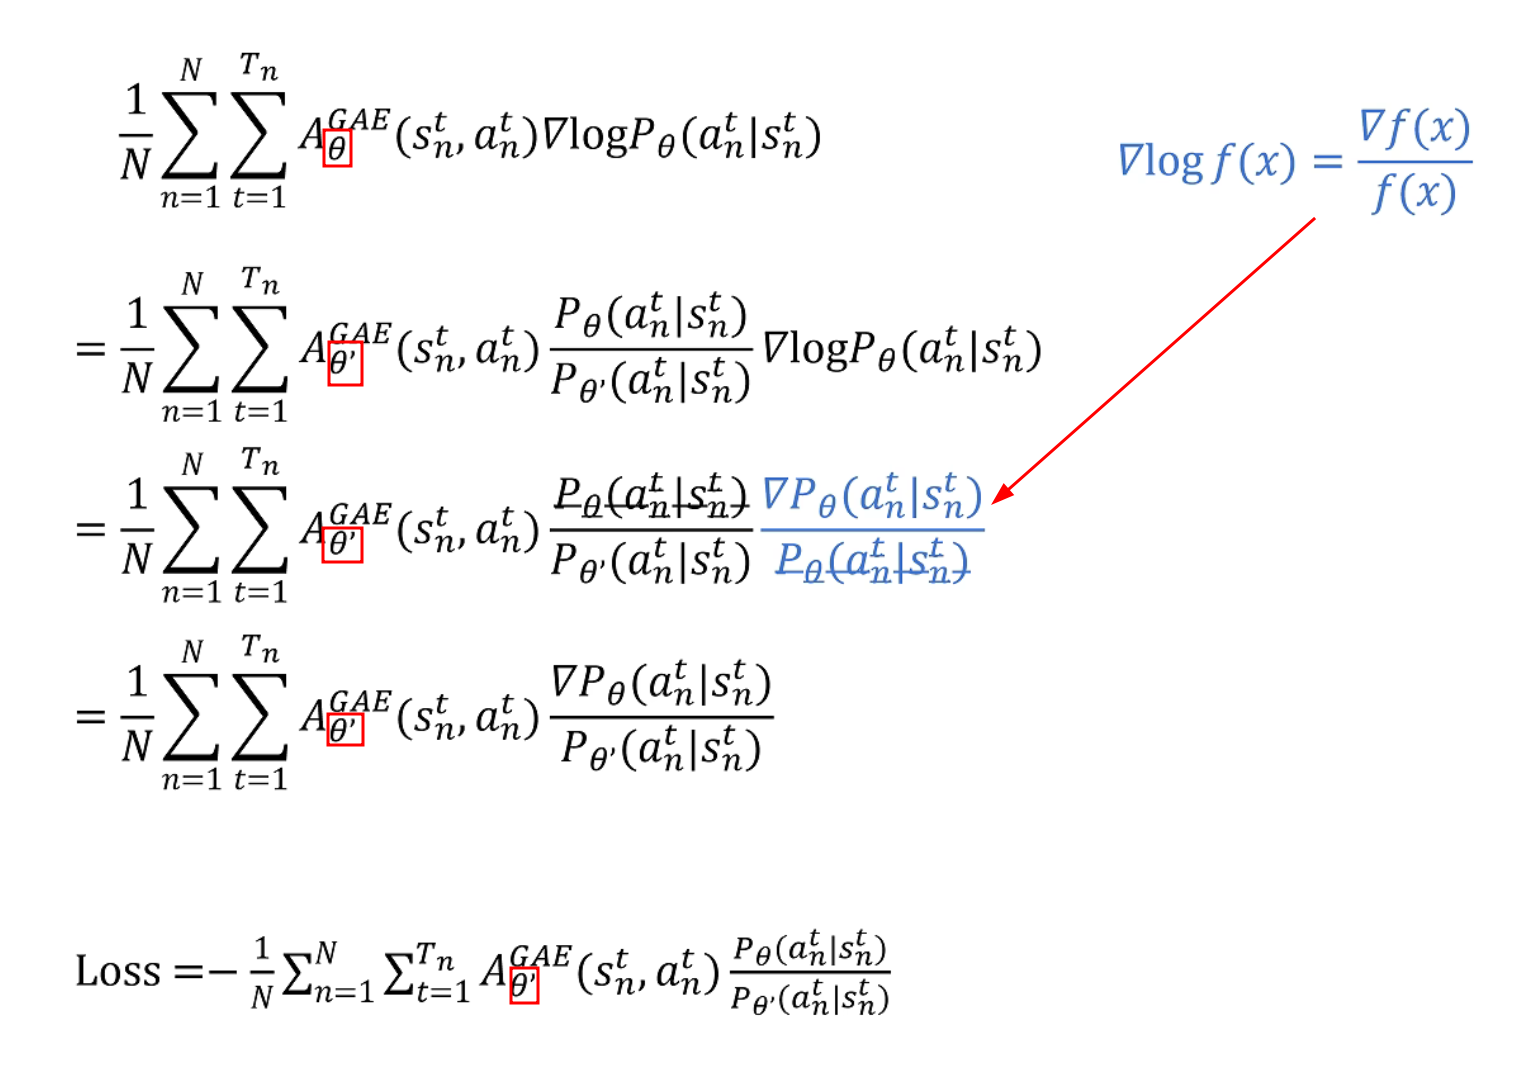 \frac{1}{N}\sum_{n=1}^{N}\sum_{t=1}^{T_n} A_{\theta}^{GAE}(s_n^t, a_n^t)\nabla \log P_{\theta}(a_n^t|s_n^t)
\nabla \log f(x) = \frac{\nabla f(x)}{f(x)}
= \frac{1}{N}\sum_{n=1}^{N}\sum_{t=1}^{T_n} A_{\theta'}^{GAE}(s_n^t, a_n^t)\frac{P_{\theta}(a_n^t|s_n^t)}{P_{\theta'}(a_n^t|s_n^t)}\nabla \log P_{\theta}(a_n^t|s_n^t)
= \frac{1}{N}\sum_{n=1}^{N}\sum_{t=1}^{T_n} A_{\theta'}^{GAE}(s_n^t, a_n^t)\frac{P_{\theta}(a_n^t|s_n^t)}{P_{\theta'}(a_n^t|s_n^t)}\frac{\nabla P_{\theta}(a_n^t|s_n^t)}{P_{\theta}(a_n^t|s_n^t)}
= \frac{1}{N}\sum_{n=1}^{N}\sum_{t=1}^{T_n} A_{\theta'}^{GAE}(s_n^t, a_n^t)\frac{\nabla P_{\theta}(a_n^t|s_n^t)}{P_{\theta'}(a_n^t|s_n^t)}
Loss =-\frac{1}{N}\sum_{n=1}^{N}\sum_{t=1}^{T_n} A_{\theta'}^{GAE}(s_n^t, a_n^t)\frac{P_{\theta}(a_n^t|s_n^t)}{P_{\theta'}(a_n^t|s_n^t)}